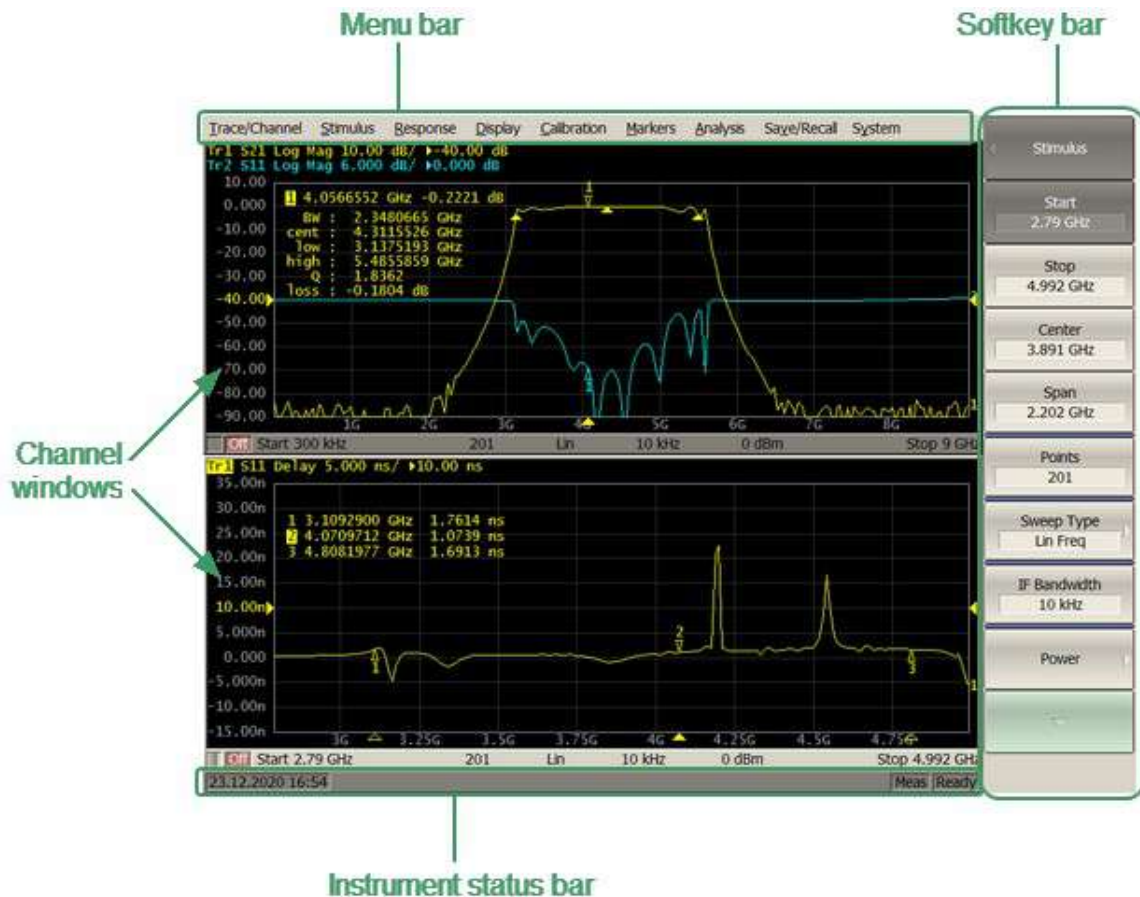 Menu bar
Softkey bar
Trace/Channel Stimulus Response Display Calibration Markers Analysis Save/Recall System
Tr1 S21 Log Mag 10.00 dB/ ▶-40.00 dB
Tr2 S11 Log Mag 6.000 dB/ ▶0.000 dB
10.00
0.000
-10.00
-20.00
-30.00
-40.00
-50.00
-60.00
-70.00
-80.00
-90.00
1 4.0566552 GHz -0.2221 dB
BW : 2.3480665 GHz
cent : 4.3115526 GHz
low : 3.1375193 GHz
high : 5.4855859 GHz
Q : 1.8362
loss : -0.1804 dB
1
2
1
1G 2G 3G 4G 5G 6G 7G 8G
Off Start 300 kHz 201 Lin 10 kHz 0 dBm Stop 9 GHz
Tr1 S11 Delay 5.000 ns/ ▶10.00 ns
35.00n
30.00n
25.00n
20.00n
15.00n
10.00n
5.000n
0.000
-5.000n
-10.00n
-15.00n
1 3.1092900 GHz 1.7614 ns
2 4.0709712 GHz 1.0739 ns
3 4.8081977 GHz 1.6913 ns
1
2
3
1
3G 3.25G 3.5G 3.75G 4G 4.25G 4.5G 4.75G
Off Start 2.79 GHz 201 Lin 10 kHz 0 dBm Stop 4.992 GHz
23.12.2020 16:54 Meas Ready
Stimulus
Start
2.79 GHz
Stop
4.992 GHz
Center
3.891 GHz
Span
2.202 GHz
Points
201
Sweep Type
Lin Freq
IF Bandwidth
10 kHz
Power
Channel
windows
Instrument status bar